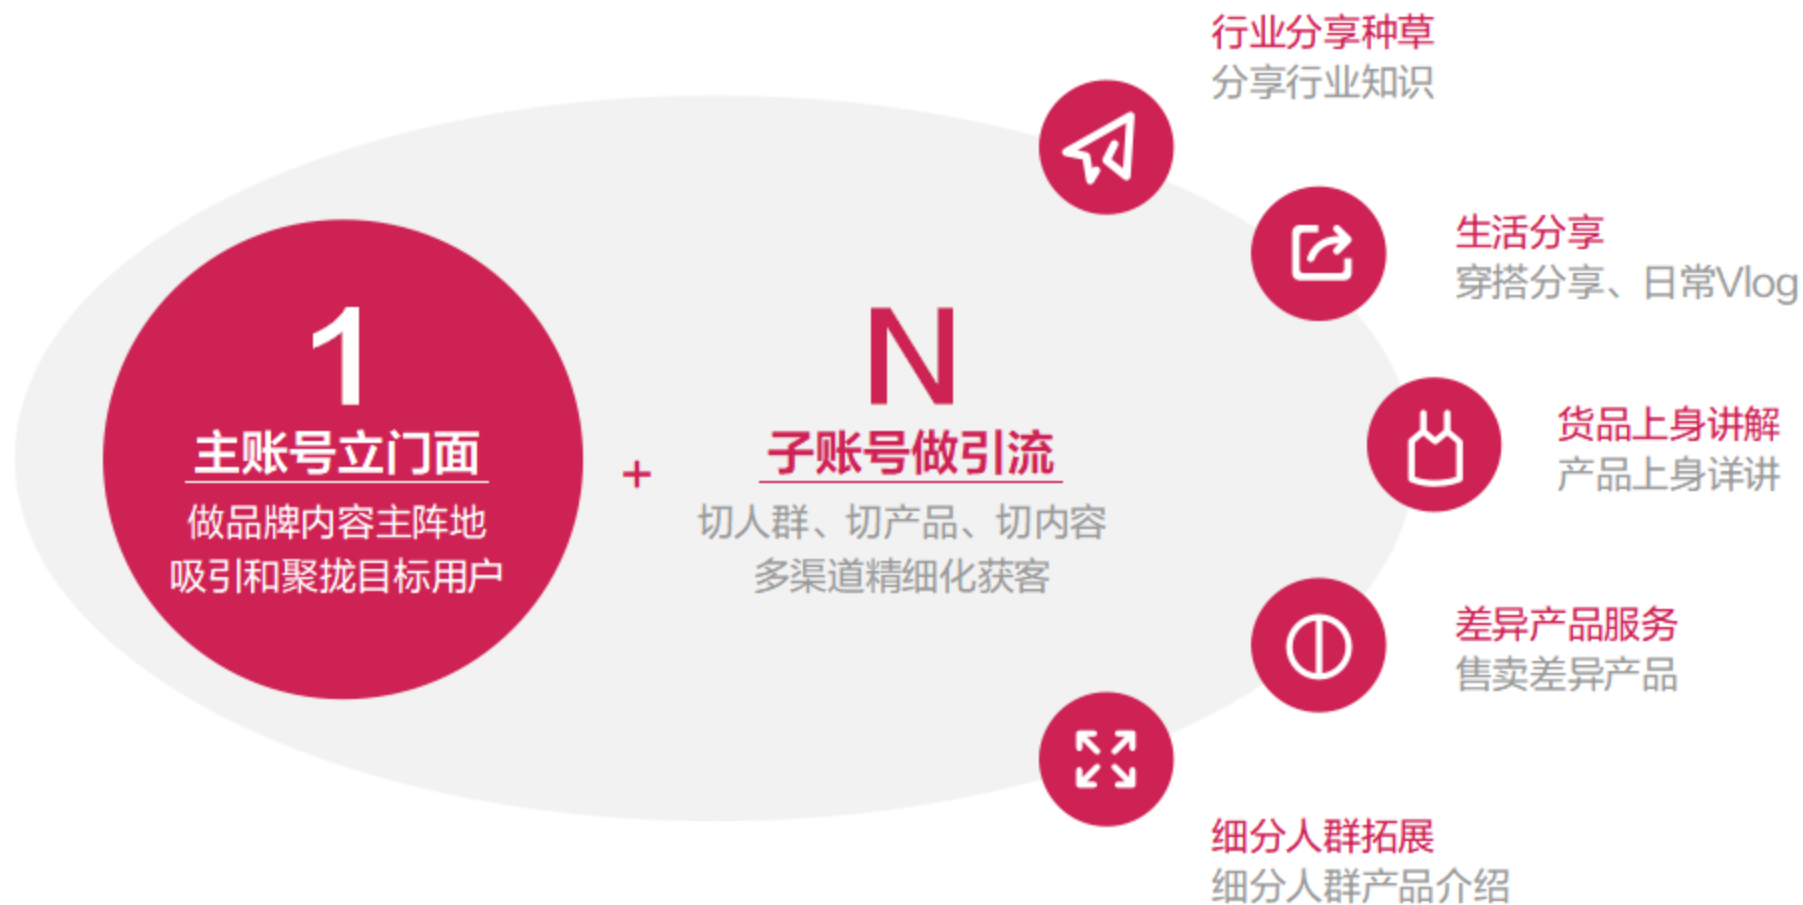 1
主账号立门面
做品牌内容主阵地
吸引和聚拢目标用户
+
N
子账号做引流
切人群、切产品、切内容
多渠道精细化获客
行业分享种草
分享行业知识
生活分享
穿搭分享、日常Vlog
货品上身讲解
产品上身详讲
差异产品服务
售卖差异产品
细分人群拓展
细分人群产品介绍